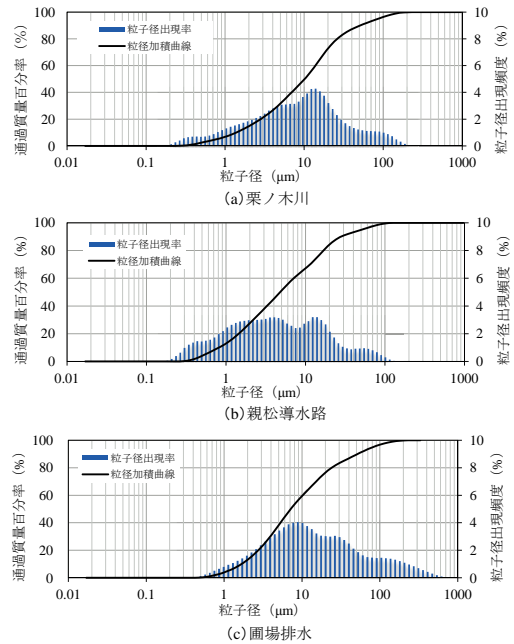 通過質量百分率 (%)
100
80
60
40
20
0
粒子径出現率
粒径加積曲線
10
8
6
4
2
0
粒子径出現頻度 (%)
0.01 0.1 1 10 100 1000
粒子径 (μm)
(a)栗ノ木川
通過質量百分率 (%)
100
80
60
40
20
0
粒子径出現率
粒径加積曲線
10
8
6
4
2
0
粒子径出現頻度 (%)
0.01 0.1 1 10 100 1000
粒子径 (μm)
(b)親松導水路
通過質量百分率 (%)
100
80
60
40
20
0
粒子径出現率
粒径加積曲線
10
8
6
4
2
0
粒子径出現頻度 (%)
0.01 0.1 1 10 100 1000
粒子径 (μm)
(c)圃場排水